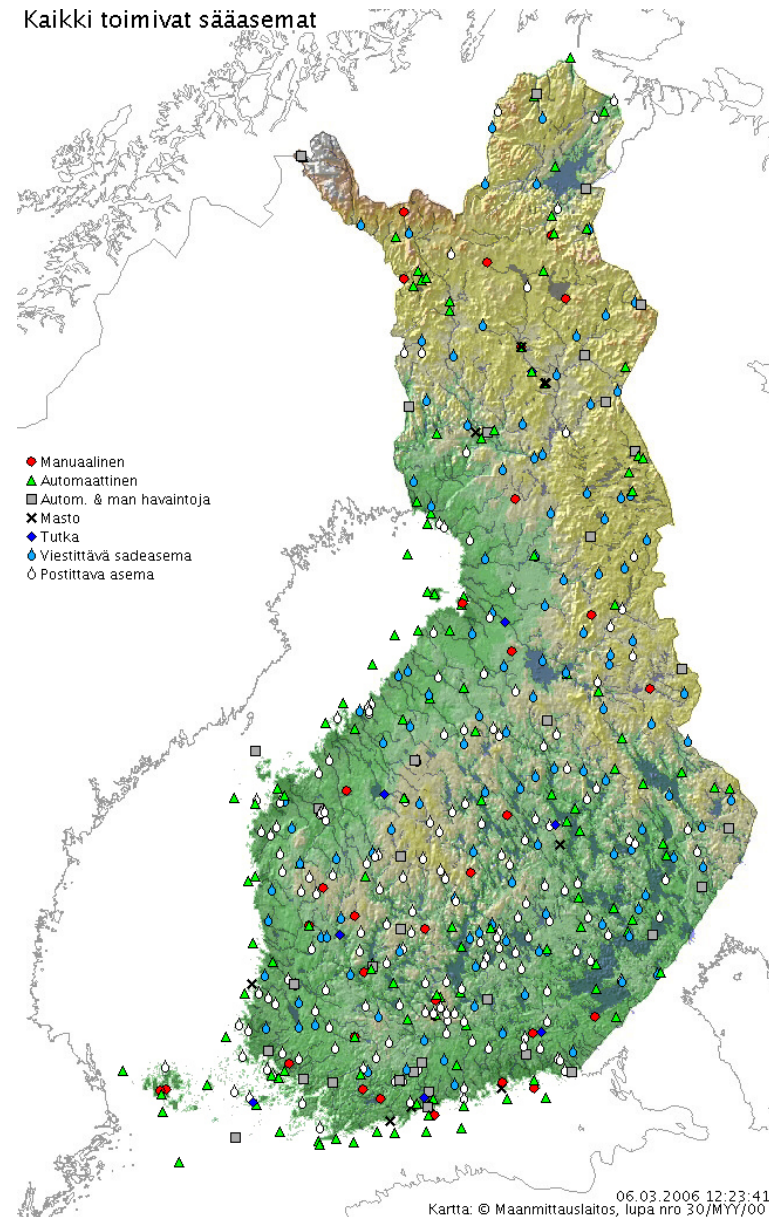 Kaikki toimivat sääasemat
Manuaalinen
Automaattinen
Autom. & man havaintoja
Masto
Tutka
Viestittävä sadeasema
Postittava asema
06.03.2006 12:23:41
Kartta: © Maanmittauslaitos, lupa nro 30/MYY/00